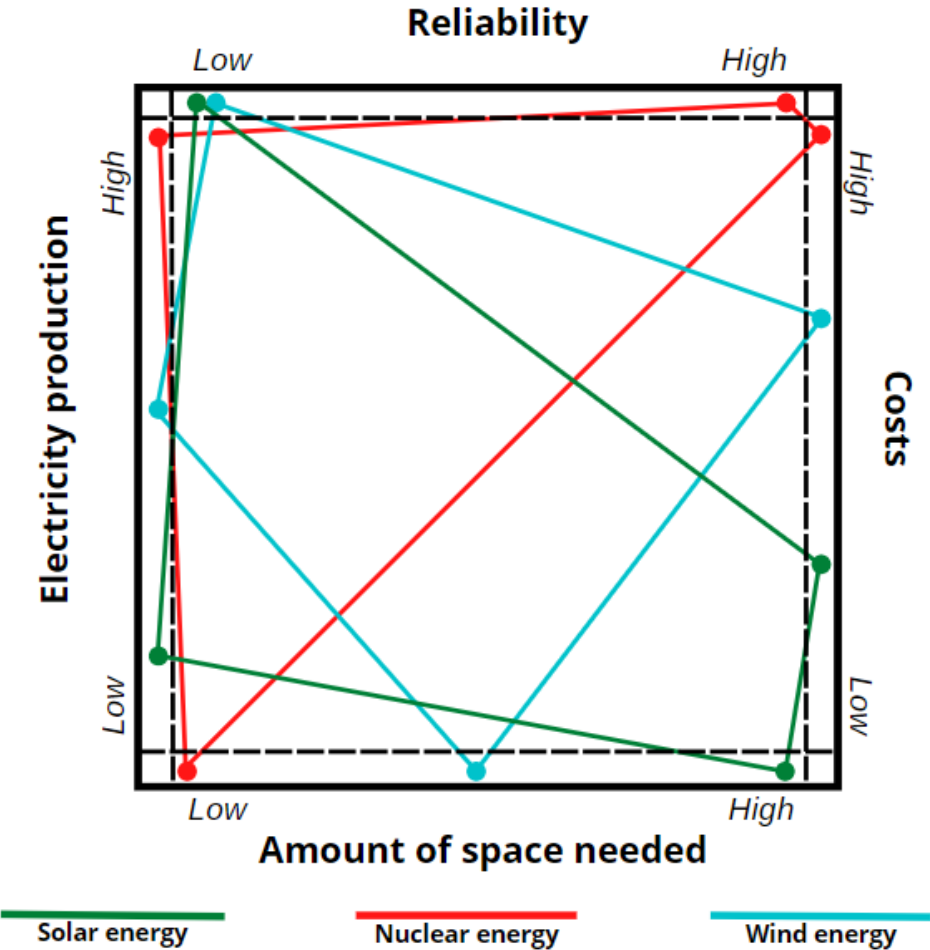 Reliability
Low
High
High
High
Electricity production
Costs
Low
Low
Low
High
Amount of space needed
Solar energy
Nuclear energy
Wind energy